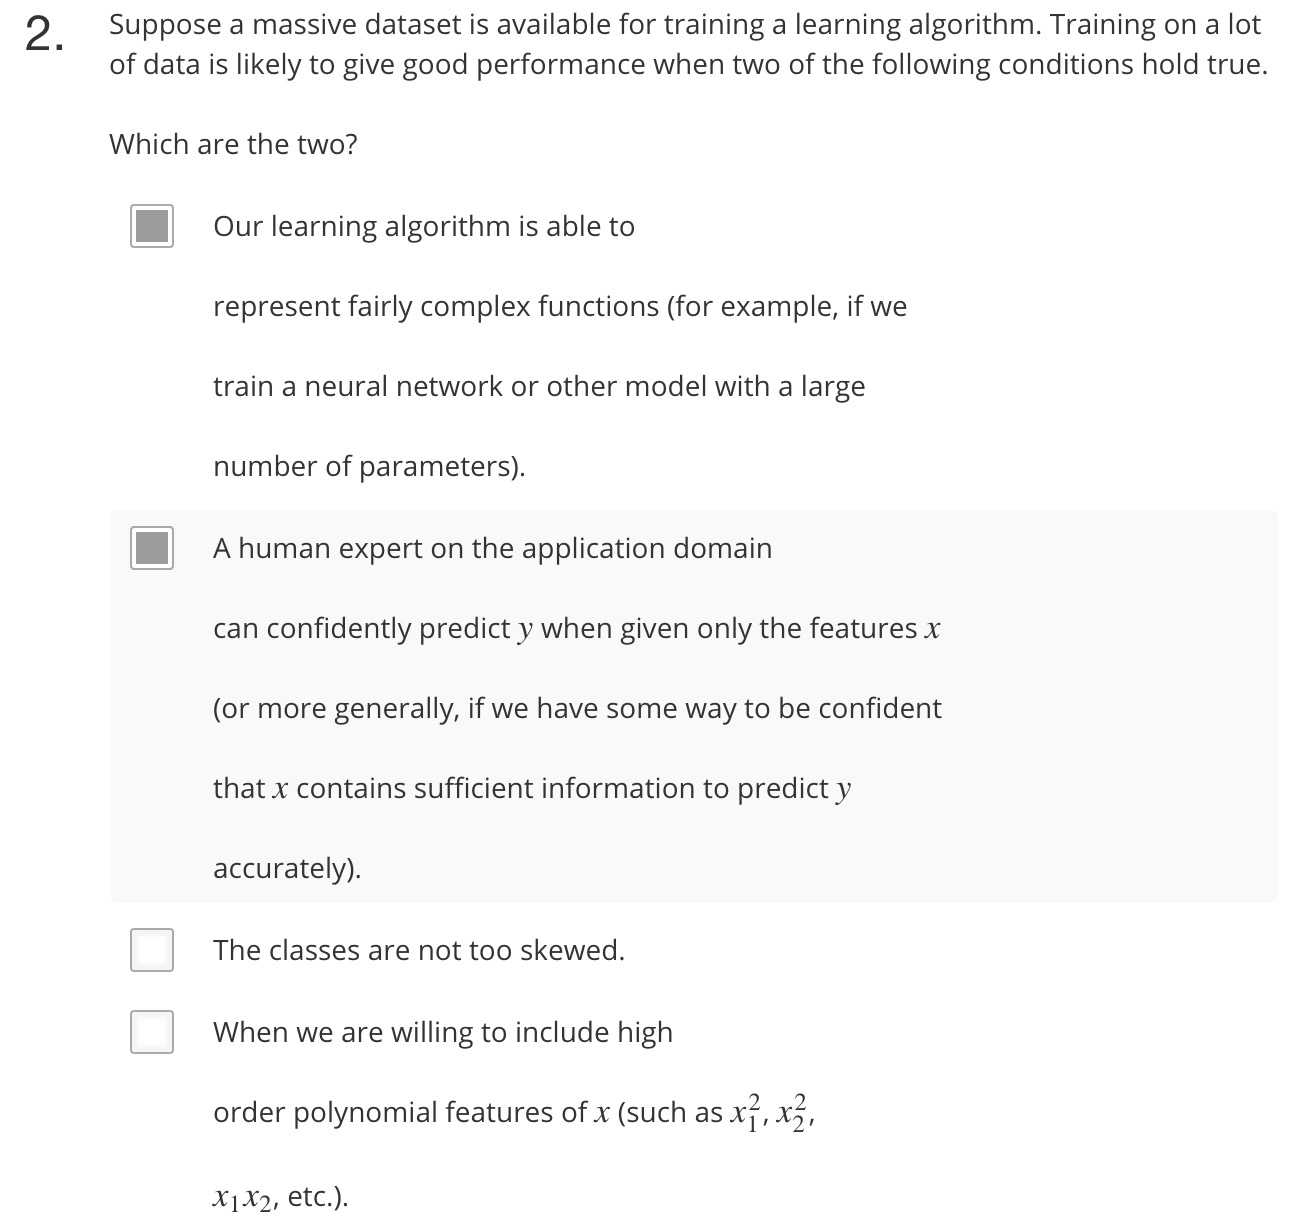 2. Suppose a massive dataset is available for training a learning algorithm. Training on a lot
of data is likely to give good performance when two of the following conditions hold true.
Which are the two?
Our learning algorithm is able to
represent fairly complex functions (for example, if we
train a neural network or other model with a large
number of parameters).
A human expert on the application domain
can confidently predict y when given only the features x
(or more generally, if we have some way to be confident
that x contains sufficient information to predict y
accurately).
The classes are not too skewed.
When we are willing to include high
order polynomial features of x (such as x₁², x₂²,
x₁x₂, etc.).